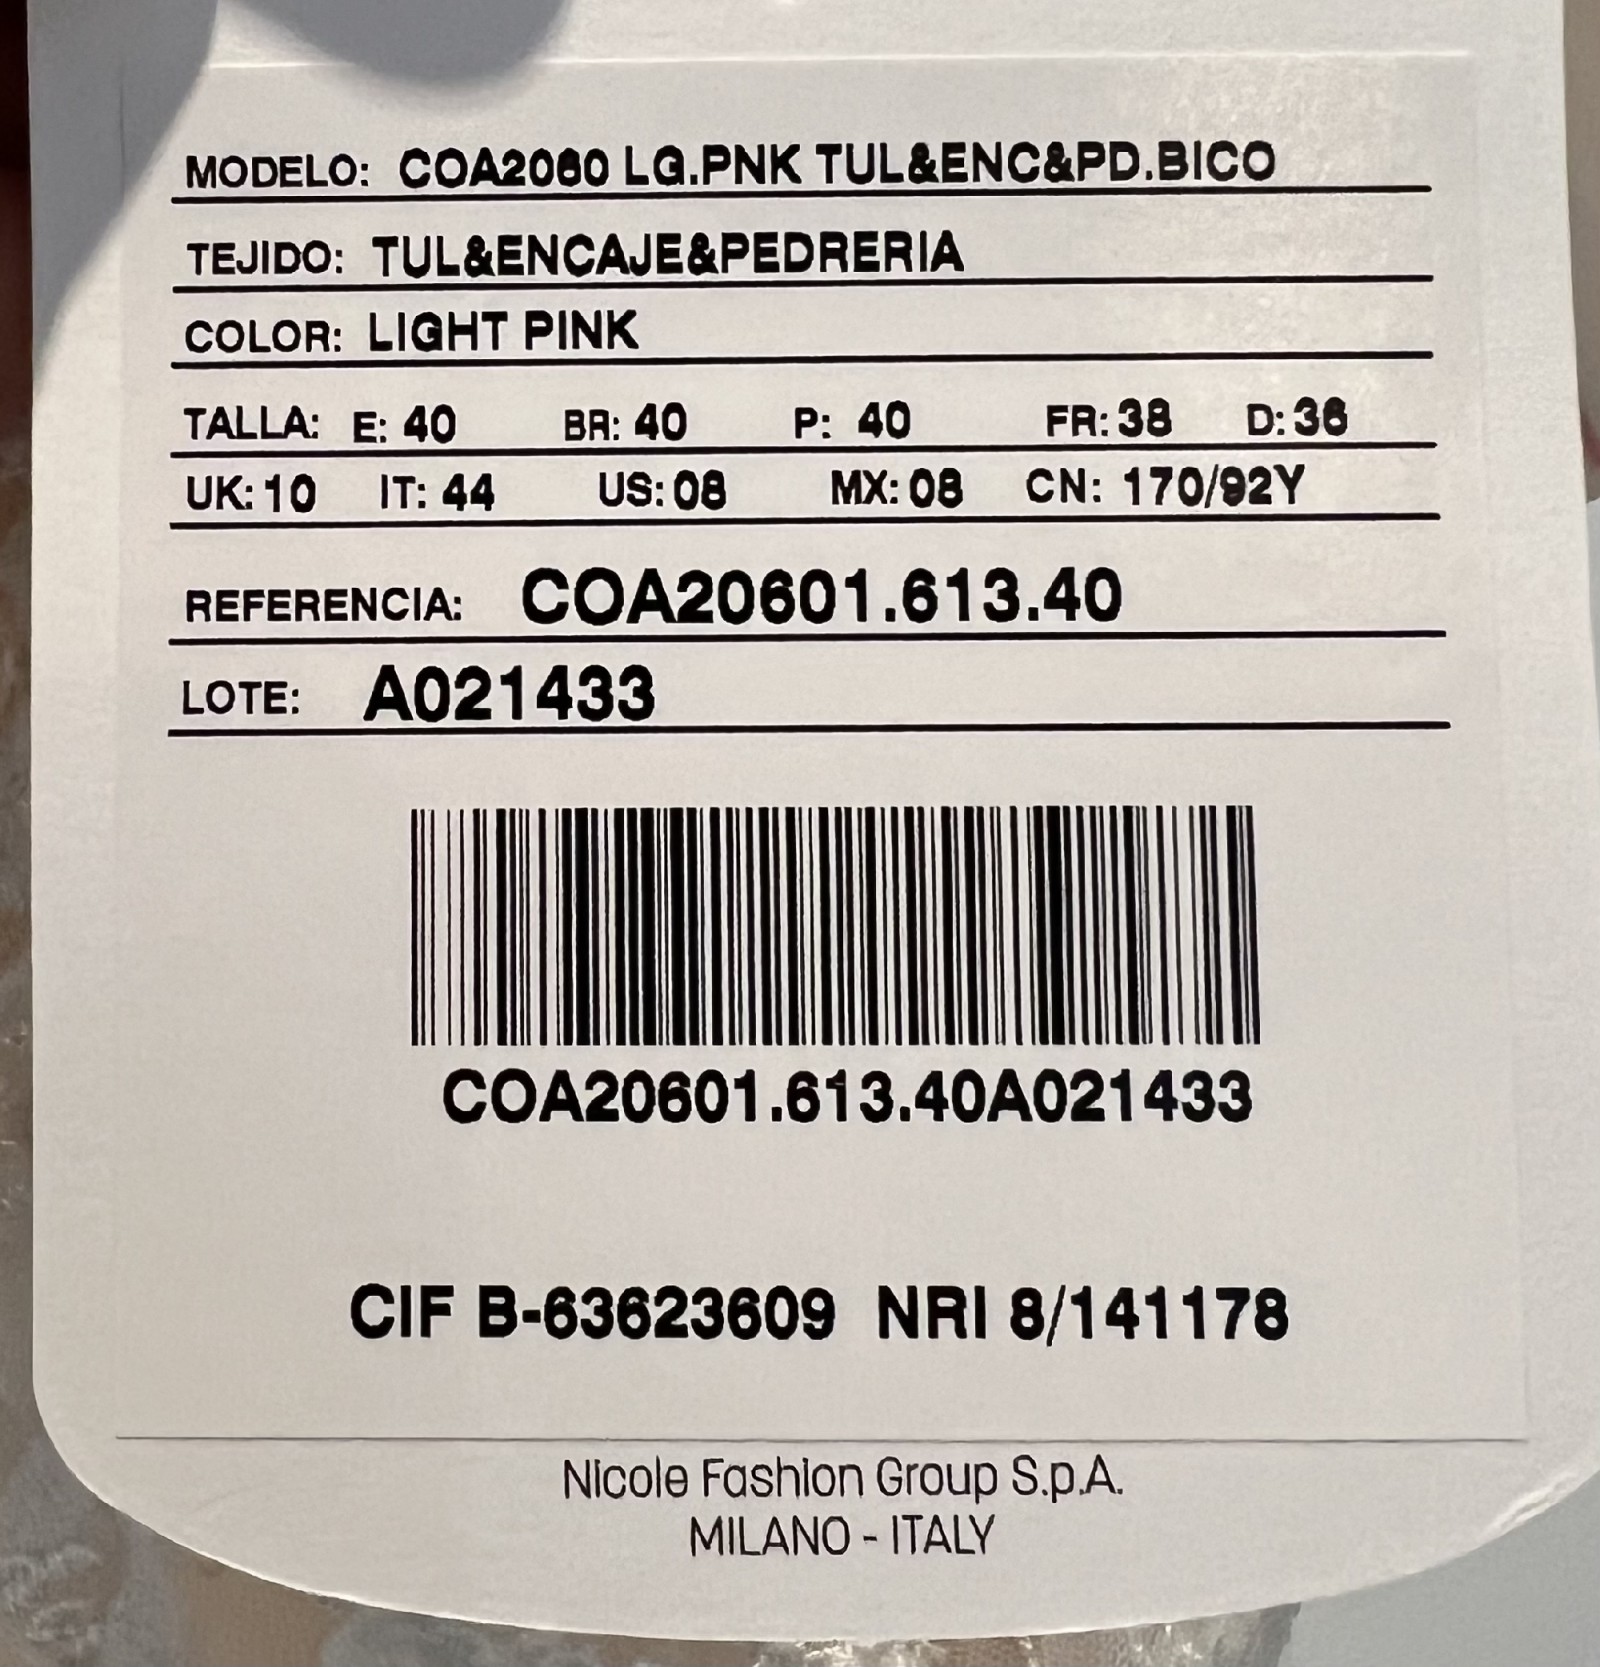 MODELO: COA2060 LG.PNK TUL&ENC&PD.BICO
TEJIDO: TUL&ENCAJE&PEDRERIA
COLOR: LIGHT PINK
TALLA: E: 40 BR: 40 P: 40 FR: 38 D: 36
UK: 10 IT: 44 US: 08 MX: 08 CN: 170/92Y
REFERENCIA: COA20601.613.40
LOTE: A021433
COA20601.613.40A021433
CIF B-63623609 NRI 8/141178
Nicole Fashion Group S.p.A.
MILANO - ITALY